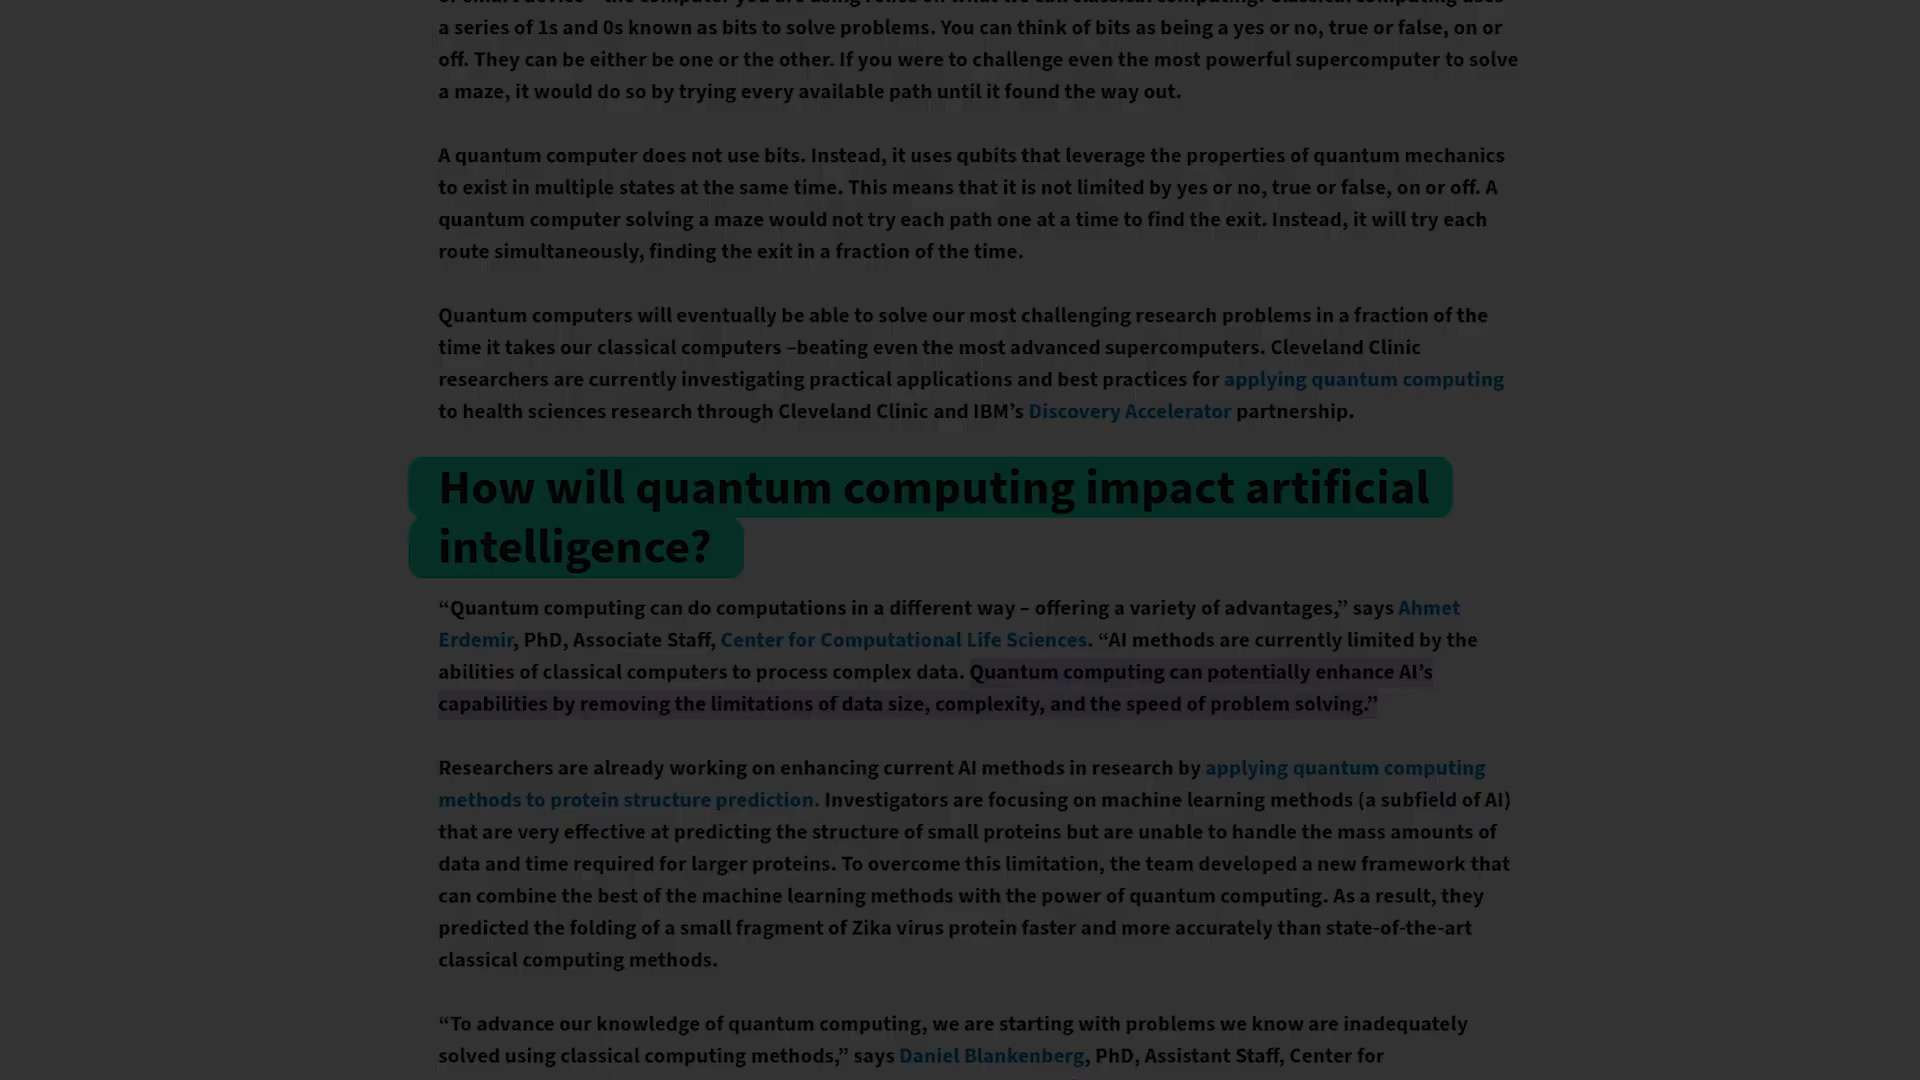 a series of 1s and 0s known as bits to solve problems. You can think of bits as being a yes or no, true or false, on or
off. They can be either be one or the other. If you were to challenge even the most powerful supercomputer to solve
a maze, it would do so by trying every available path until it found the way out.
A quantum computer does not use bits. Instead, it uses qubits that leverage the properties of quantum mechanics
to exist in multiple states at the same time. This means that it is not limited by yes or no, true or false, on or off. A
quantum computer solving a maze would not try each path one at a time to find the exit. Instead, it will try each
route simultaneously, finding the exit in a fraction of the time.
Quantum computers will eventually be able to solve our most challenging research problems in a fraction of the
time it takes our classical computers –beating even the most advanced supercomputers. Cleveland Clinic
researchers are currently investigating practical applications and best practices for applying quantum computing
to health sciences research through Cleveland Clinic and IBM’s Discovery Accelerator partnership.
How will quantum computing impact artificial
intelligence?
“Quantum computing can do computations in a different way – offering a variety of advantages,” says Ahmet
Erdemir, PhD, Associate Staff, Center for Computational Life Sciences. “AI methods are currently limited by the
abilities of classical computers to process complex data. Quantum computing can potentially enhance AI’s
capabilities by removing the limitations of data size, complexity, and the speed of problem solving.”
Researchers are already working on enhancing current AI methods in research by applying quantum computing
methods to protein structure prediction. Investigators are focusing on machine learning methods (a subfield of AI)
that are very effective at predicting the structure of small proteins but are unable to handle the mass amounts of
data and time required for larger proteins. To overcome this limitation, the team developed a new framework that
can combine the best of the machine learning methods with the power of quantum computing. As a result, they
predicted the folding of a small fragment of Zika virus protein faster and more accurately than state-of-the-art
classical computing methods.
“To advance our knowledge of quantum computing, we are starting with problems we know are inadequately
solved using classical computing methods,” says Daniel Blankenberg, PhD, Assistant Staff, Center for